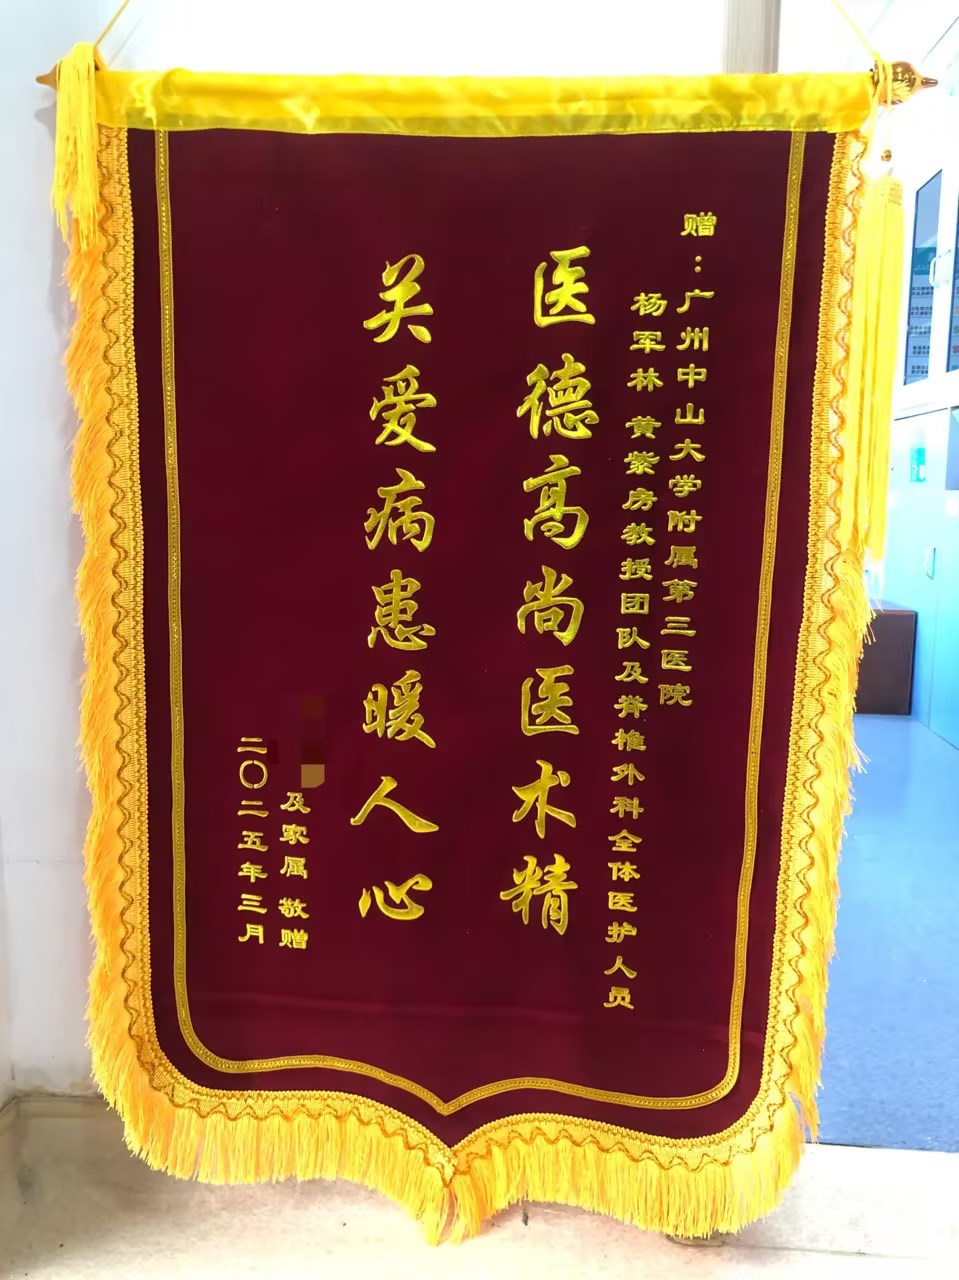 赠：广州中山大学附属第三医院
杨军林 黄紫房教授团队及脊椎外科全体医护人员
医德高尚医术精
关爱病患暖人心
及家属 敬赠
二〇二五年三月